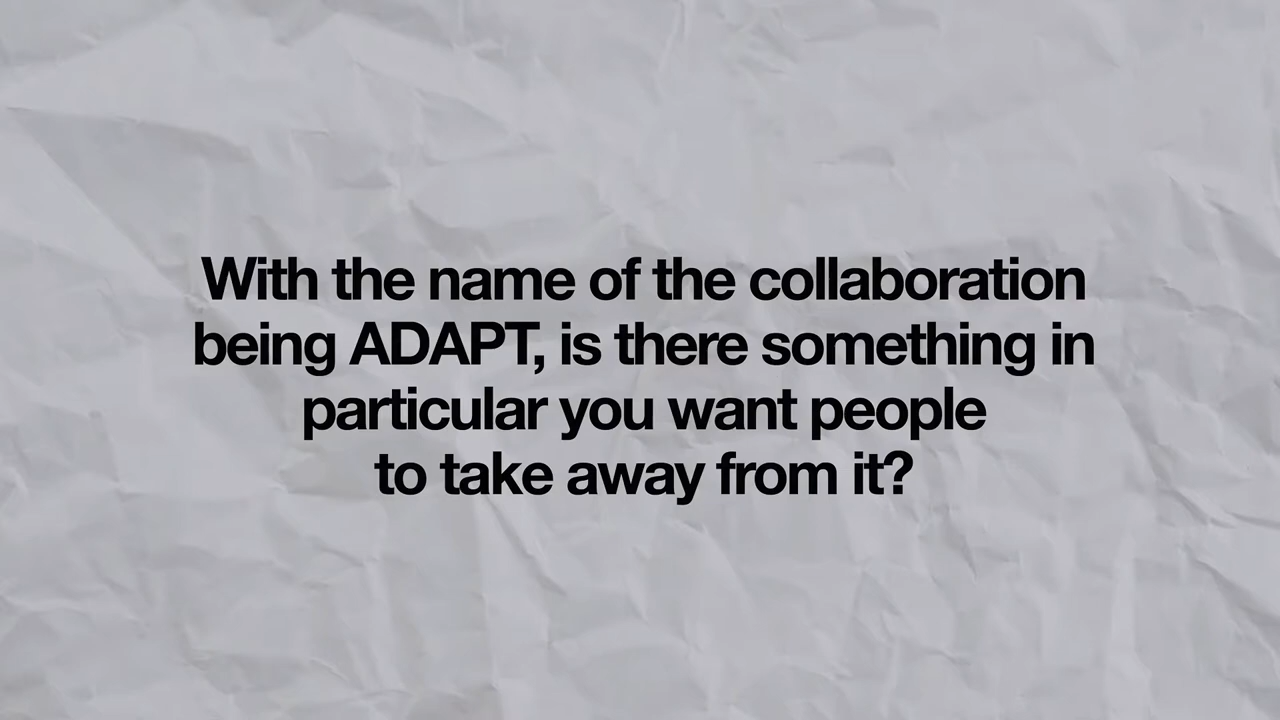 With the name of the collaboration
being ADAPT, is there something in
particular you want people
to take away from it?